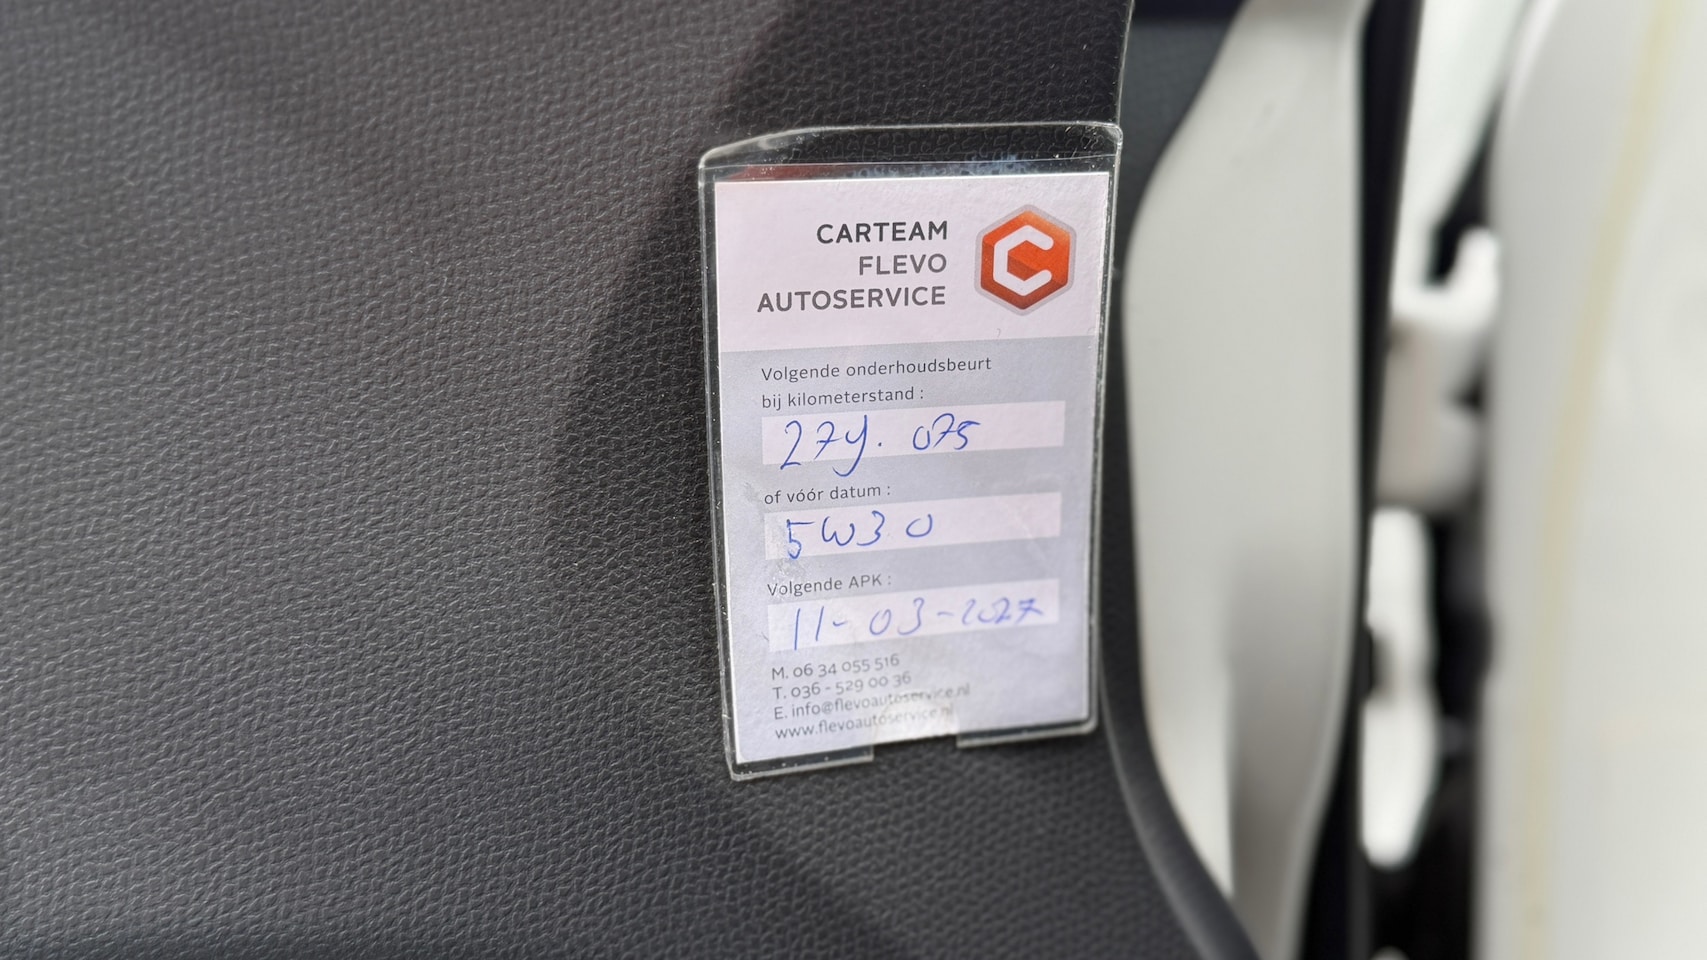 CARTEAM
FLEVO
AUTOSERVICE
Volgende onderhoudsbeurt
bij kilometerstand :
279.075
of vóór datum :
5W30
Volgende APK :
11-03-2027
M. 06 34 055 516
T. 036 - 529 00 36
E. info@flevoautoservice.nl
www.flevoautoservice.nl